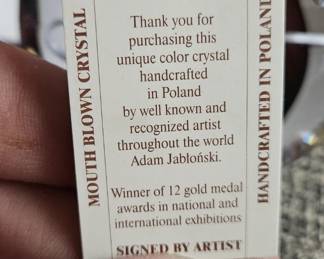 MOUTH BLOWN CRYSTAL
Thank you for
purchasing this
unique color crystal
handcrafted
in Poland
by well known and
recognized artist
throughout the world
Adam Jabloński.
Winner of 12 gold medal
awards in national and
international exhibitions
SIGNED BY ARTIST
HANDCRAFTED IN POLAND